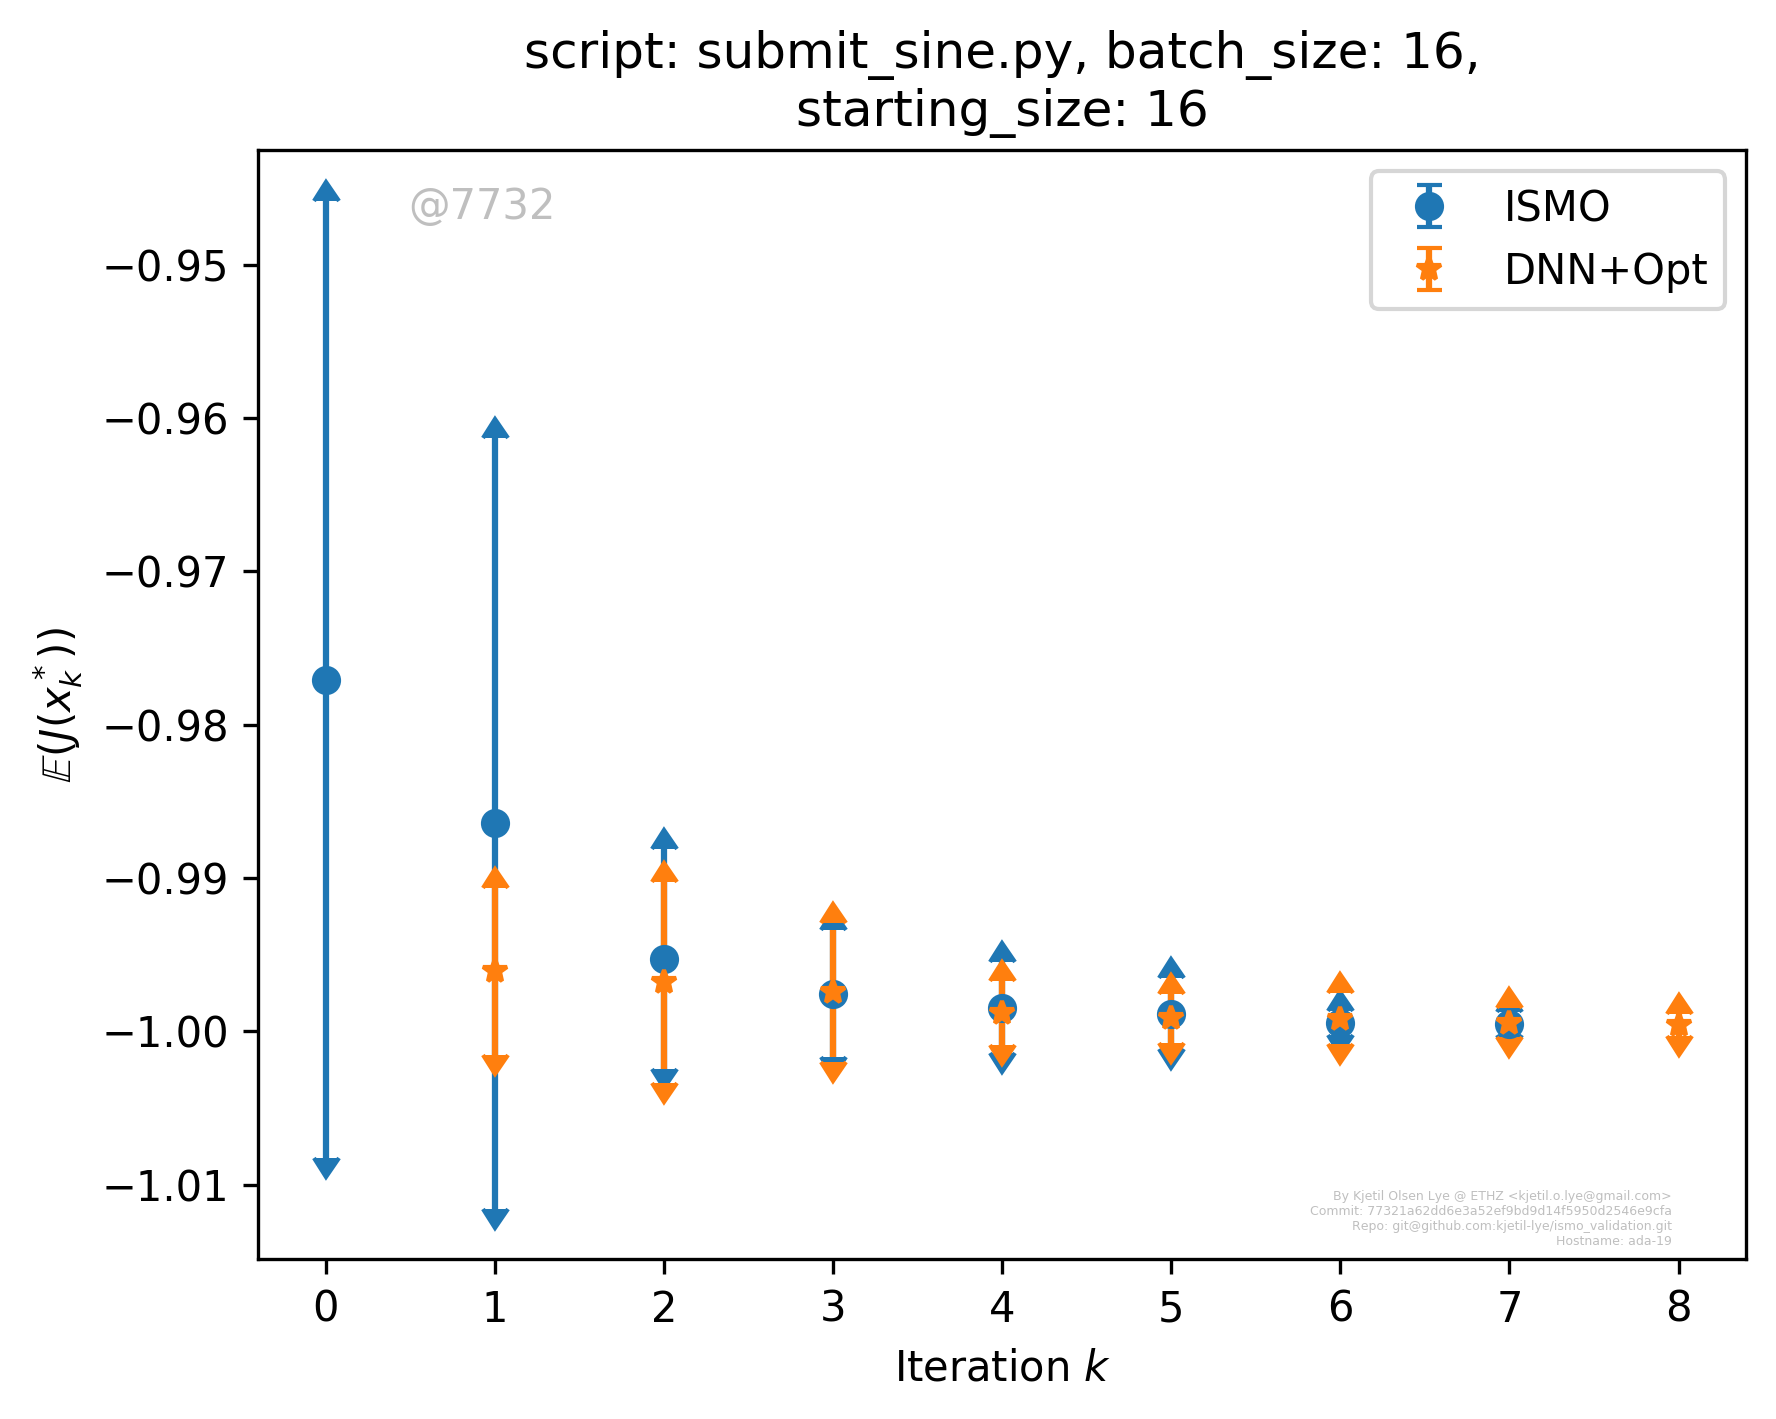 script: submit_sine.py, batch_size: 16,
starting_size: 16
@7732
ISMO
DNN+Opt
−0.95
−0.96
−0.97
−0.98
−0.99
−1.00
−1.01
𝔼(J(x*k))
By Kjetil Olsen Lye @ ETHZ <kjetil.o.lye@gmail.com>
Commit: 77321a62dd6e3a52ef9bd9d14f5950d2546e9cfa
Repo: git@github.com:kjetil-lye/ismo_validation.git
Hostname: ada-19
0 1 2 3 4 5 6 7 8
Iteration k